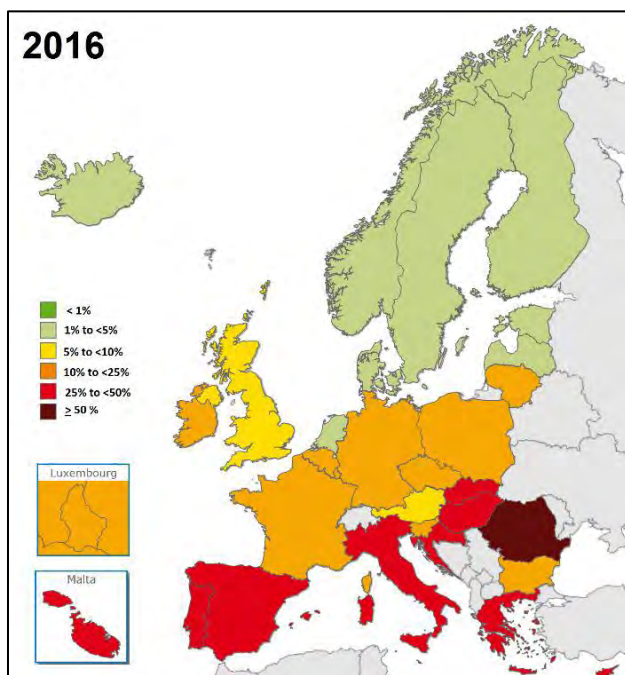 2016
< 1%
1% to <5%
5% to <10%
10% to <25%
25% to <50%
≥ 50 %
Luxembourg
Malta